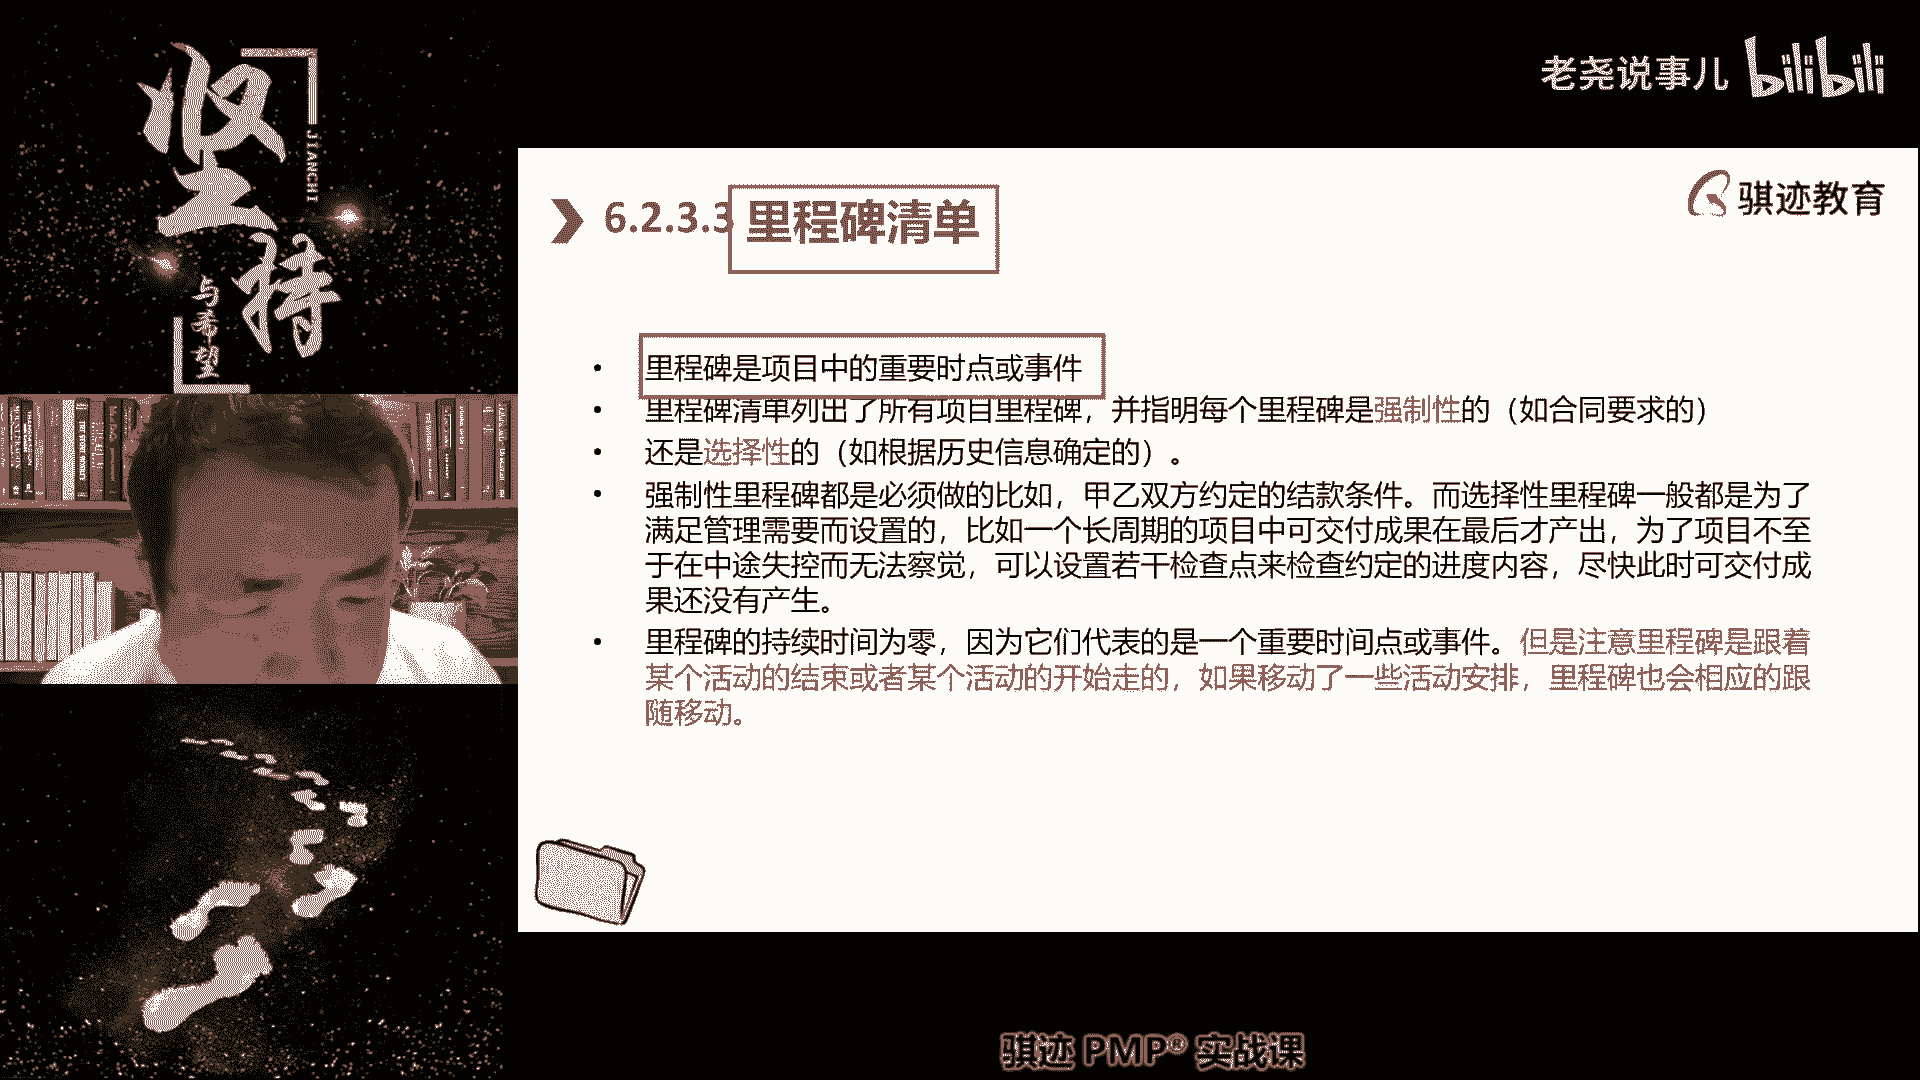 坚持
JIANCHI
与希望
老尧说事儿 bilibili
骐迹教育
6.2.3.3 里程碑清单
• 里程碑是项目中的重要时点或事件
• 里程碑清单列出了所有项目里程碑，并指明每个里程碑是强制性的（如合同要求的）
• 还是选择性的（如根据历史信息确定的）。
• 强制性里程碑都是必须做的比如，甲乙双方约定的结款条件。而选择性里程碑一般都是为了
满足管理需要而设置的，比如一个长周期的项目中可交付成果在最后才产出，为了项目不至
于在中途失控而无法察觉，可以设置若干检查点来检查约定的进度内容，尽快此时可交付成
果还没有产生。
• 里程碑的持续时间为零，因为它们代表的是一个重要时间点或事件。但是注意里程碑是跟着
某个活动的结束或者某个活动的开始走的，如果移动了一些活动安排，里程碑也会相应的跟
随移动。
骐迹 PMP® 实战课